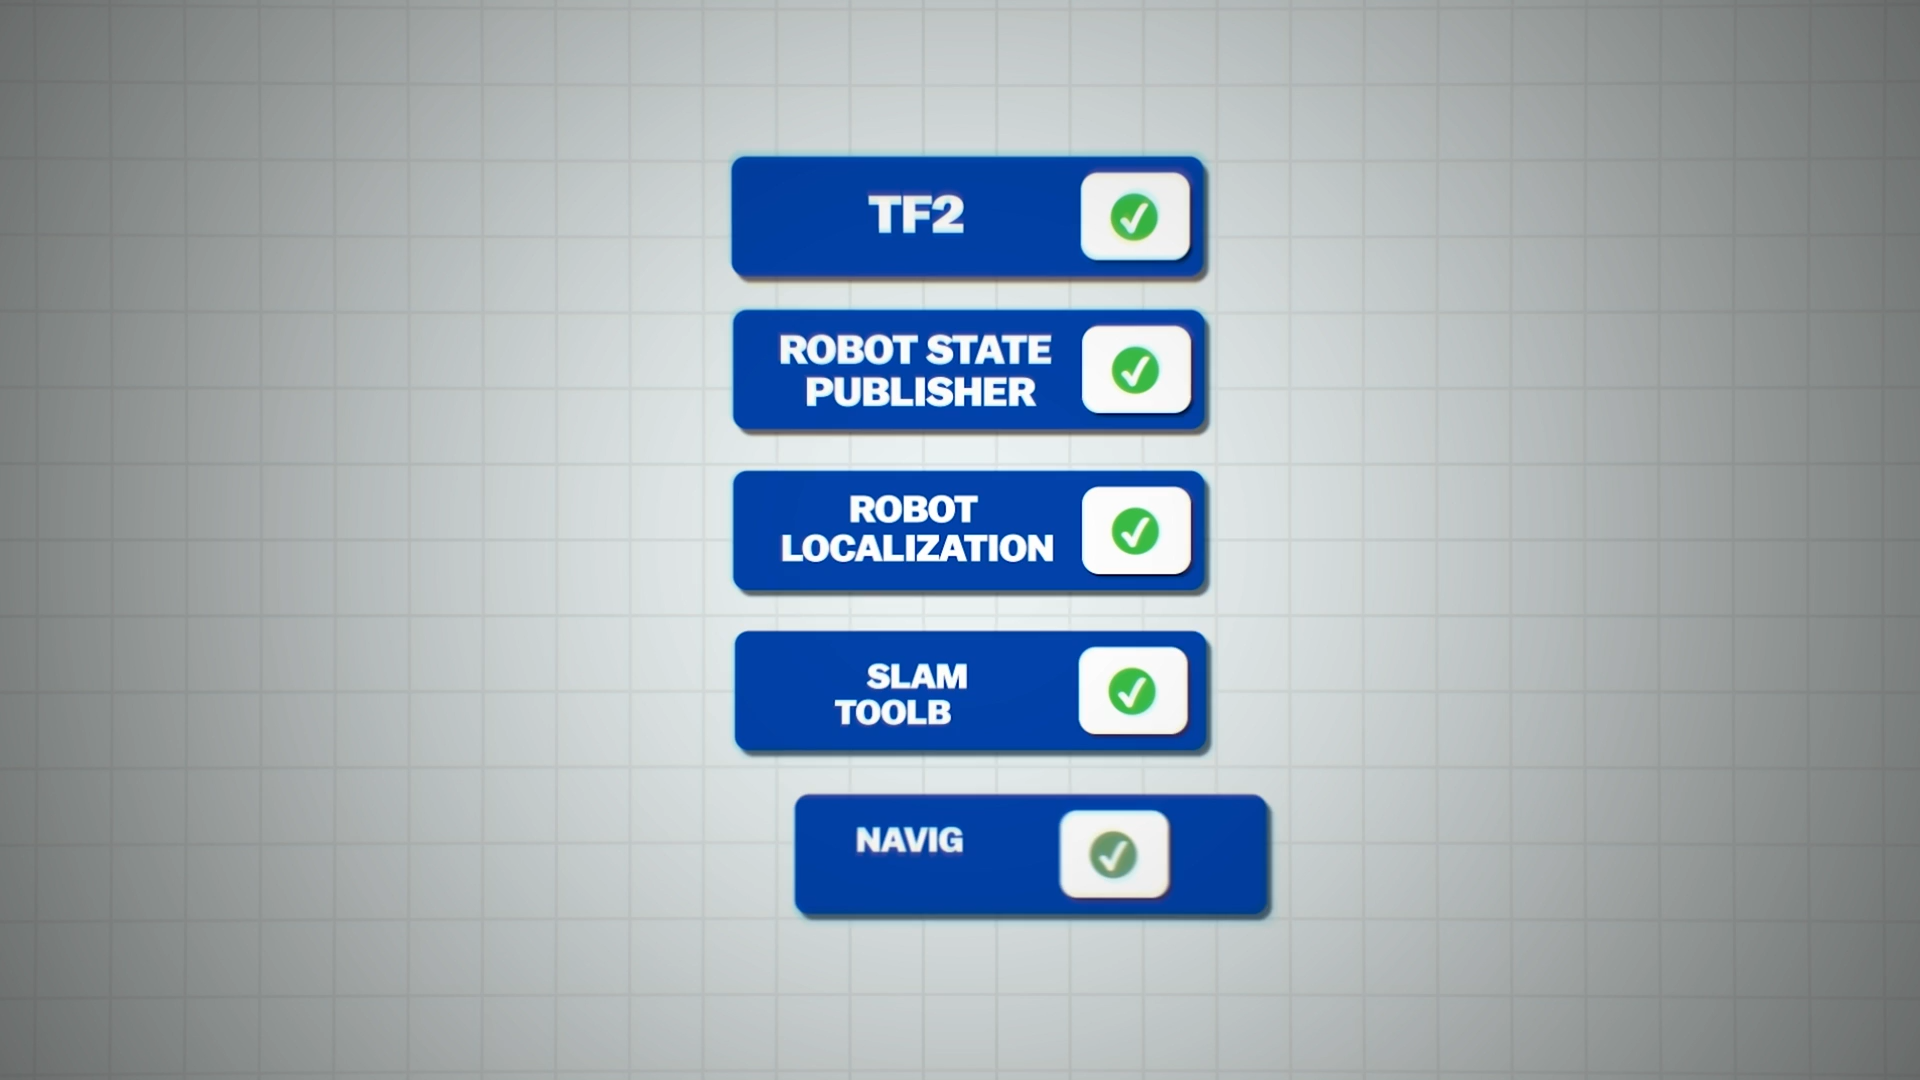 TF2
ROBOT STATE
PUBLISHER
ROBOT
LOCALIZATION
SLAM
TOOLB
NAVIG